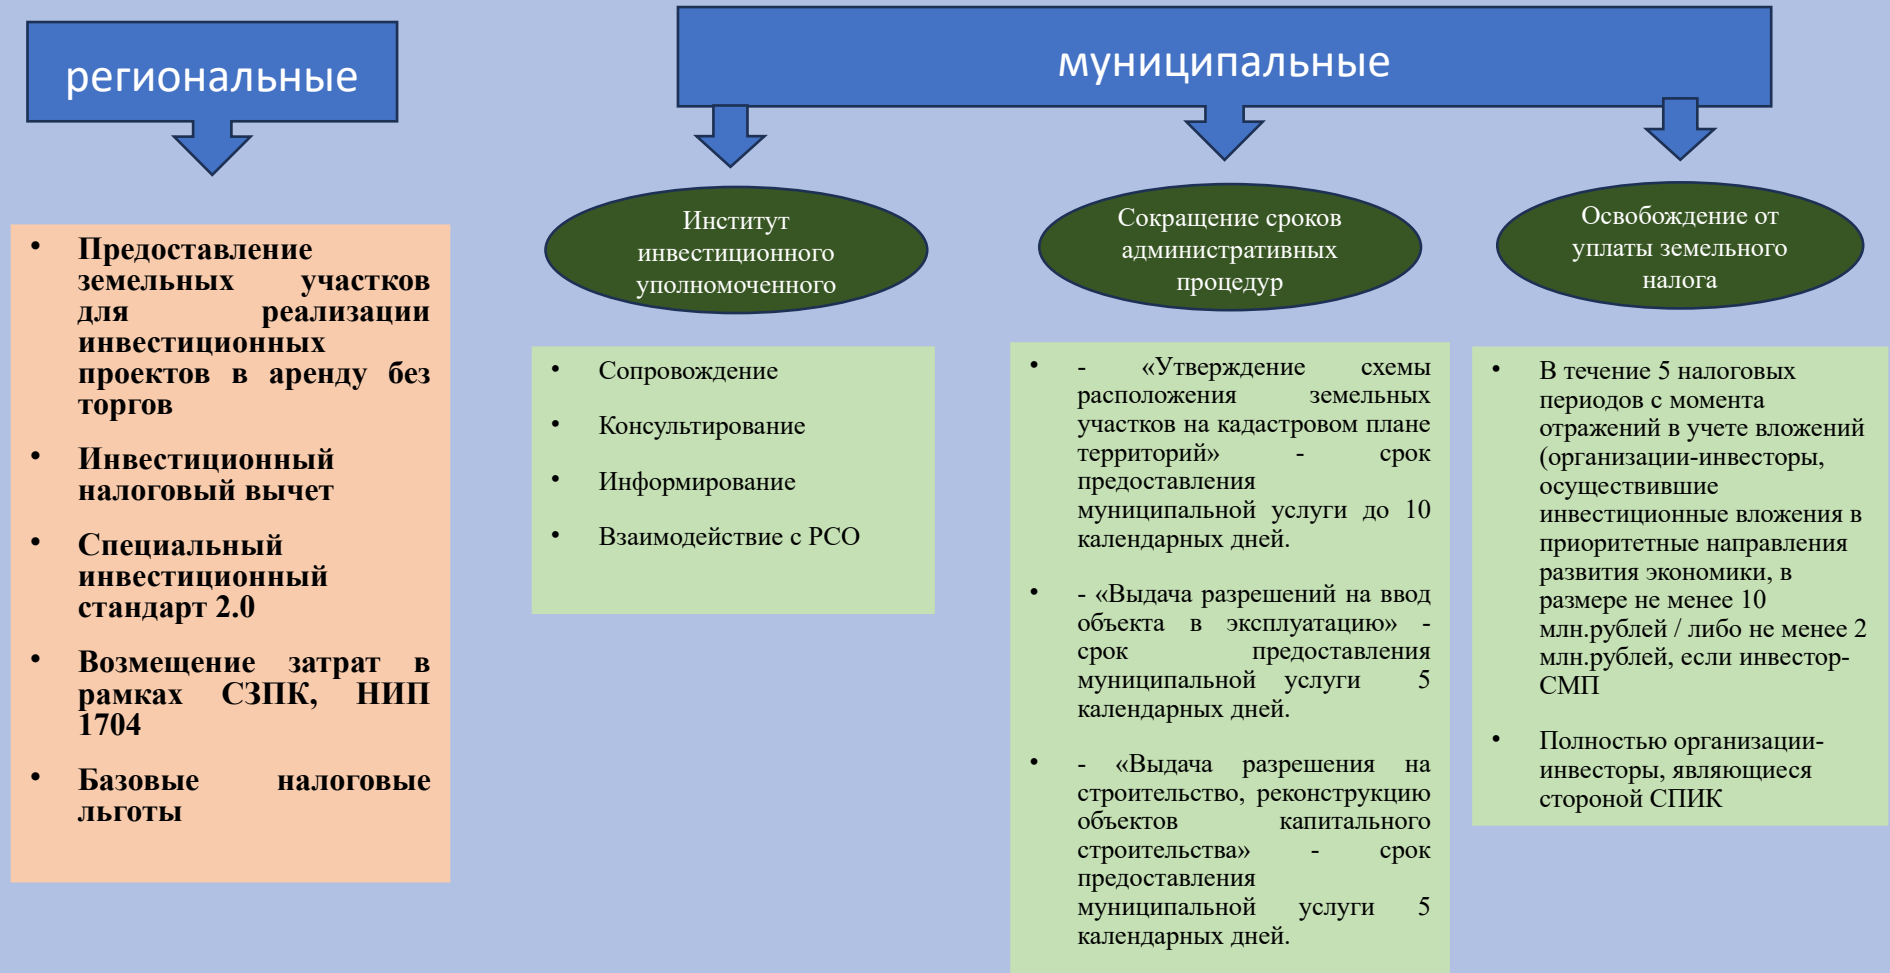 региональные
Предоставление
земельных участков
для реализации
инвестиционных
проектов в аренду без
торгов
Инвестиционный
налоговый вычет
Специальный
инвестиционный
стандарт 2.0
Возмещение затрат в
рамках СЗПК, НИП
1704
Базовые налоговые
льготы
муниципальные
Институт
инвестиционного
уполномоченного
Сопровождение
Консультирование
Информирование
Взаимодействие с РСО
Сокращение сроков
административных
процедур
- «Утверждение схемы
расположения земельных
участков на кадастровом плане
территорий» - срок
предоставления
муниципальной услуги до 10
календарных дней.
- «Выдача разрешений на ввод
объекта в эксплуатацию» -
срок предоставления
муниципальной услуги 5
календарных дней.
- «Выдача разрешения на
строительство, реконструкцию
объектов капитального
строительства» - срок
предоставления
муниципальной услуги 5
календарных дней.
Освобождение от
уплаты земельного
налога
В течение 5 налоговых
периодов с момента
отражений в учете вложений
(организации-инвесторы,
осуществившие
инвестиционные вложения в
приоритетные направления
развития экономики, в
размере не менее 10
млн.рублей / либо не менее 2
млн.рублей, если инвестор-
СМП
Полностью организации-
инвесторы, являющиеся
стороной СПИК